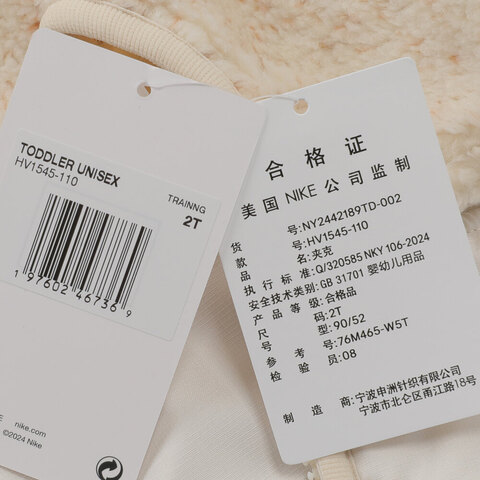 TODDLER UNISEX
HV1545-110
TRAINNG
2T
1 97602 46736 9
nike.com
©2024 Nike
合格证
美国 NIKE 公司监制
货 号:NY2442189TD-002
款 号:HV1545-110
品 名:夹克
执行标准:Q/320585 NKY 106-2024
安全技术类别:GB 31701 婴幼儿用品
产品等级:合格品
尺 码:2T
号 型:90/52
参考号:76M465-W5T
检验员:08
制造商:宁波申洲针织有限公司
宁波市北仑区甬江路18号